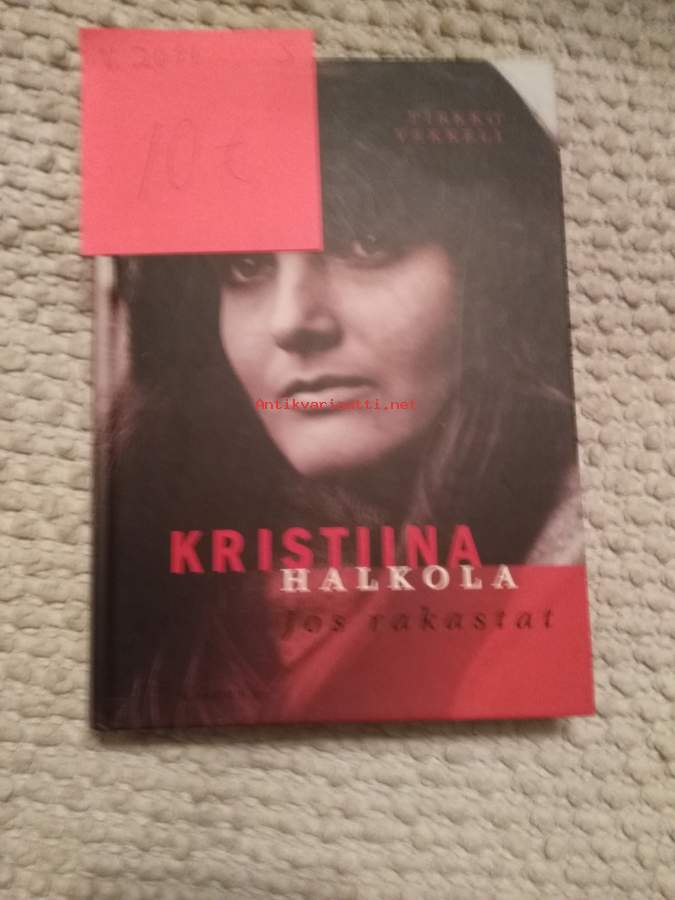 10 €
PIRKKO
VEKKELI
Antikvariaatti.net
KRISTIINA
HALKOLA
Jos rakastat